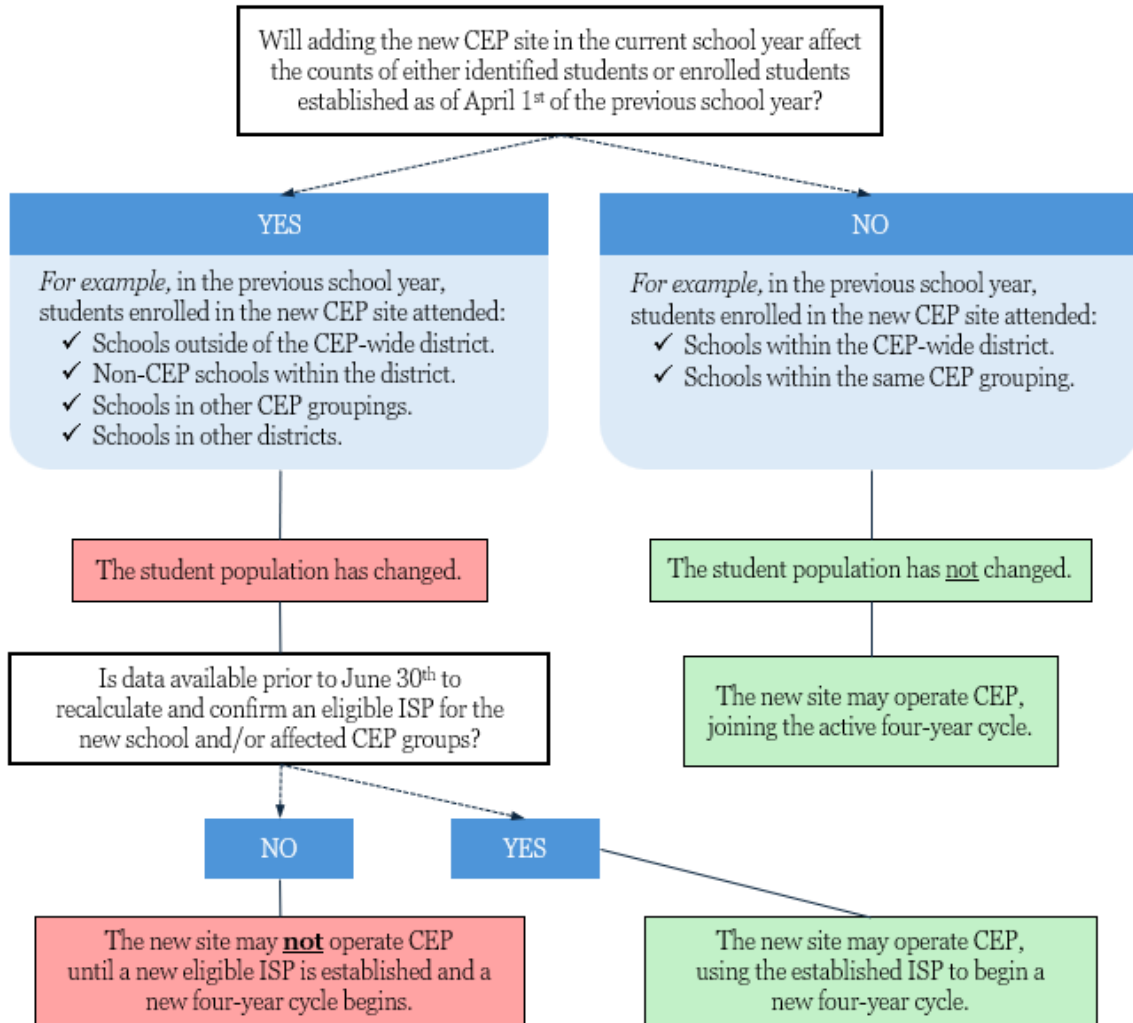 Will adding the new CEP site in the current school year affect
the counts of either identified students or enrolled students
established as of April 1st of the previous school year?
YES
For example, in the previous school year,
students enrolled in the new CEP site attended:
✓ Schools outside of the CEP-wide district.
✓ Non-CEP schools within the district.
✓ Schools in other CEP groupings.
✓ Schools in other districts.
NO
For example, in the previous school year,
students enrolled in the new CEP site attended:
✓ Schools within the CEP-wide district.
✓ Schools within the same CEP grouping.
The student population has changed.
The student population has not changed.
Is data available prior to June 30th to
recalculate and confirm an eligible ISP for the
new school and/or affected CEP groups?
The new site may operate CEP,
joining the active four-year cycle.
NO
YES
The new site may not operate CEP
until a new eligible ISP is established and a
new four-year cycle begins.
The new site may operate CEP,
using the established ISP to begin a
new four-year cycle.